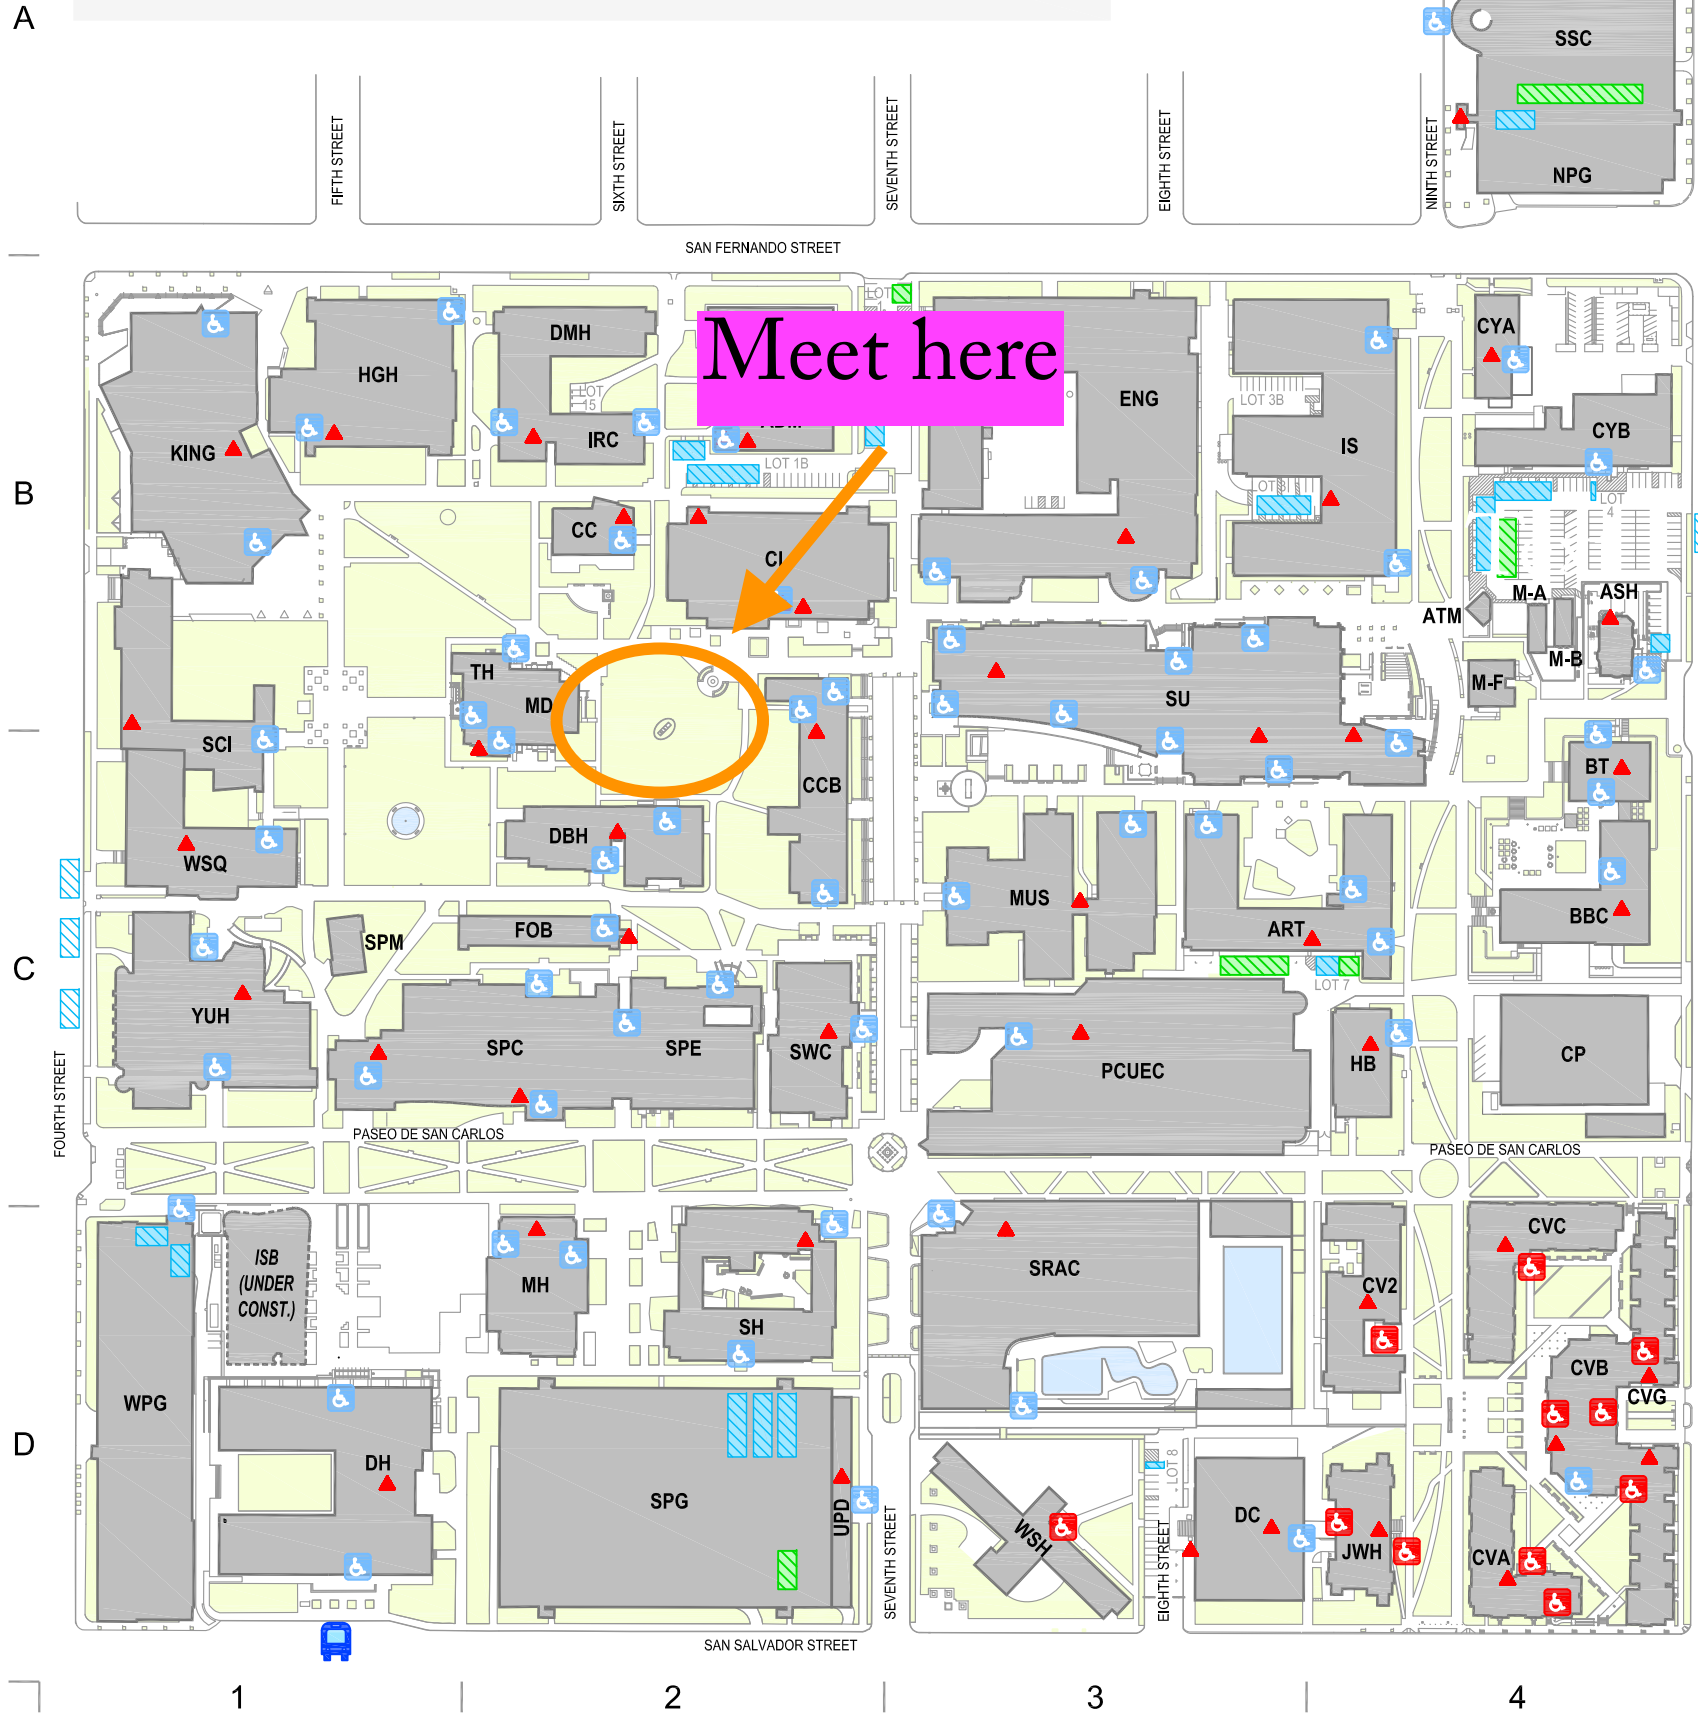 A
SSC
NPG
FIFTH STREET
SIXTH STREET
SEVENTH STREET
EIGHTH STREET
NINTH STREET
SAN FERNANDO STREET
LOT
Meet here
DMH
HGH
LOT
15
IRC
KING
LOT 1B
ENG
LOT 3B
IS
CYA
CYB
LOT
4
B
CC
CL
TH
MD
SCI
WSQ
DBH
CCB
SU
ATM
M-A
M-B
ASH
M-F
BT
BBC
MUS
ART
LOT 7
C
SPM
FOB
YUH
SPC
SPE
SWC
PCUEC
HB
CP
FOURTH STREET
PASEO DE SAN CARLOS
PASEO DE SAN CARLOS
ISB
(UNDER
CONST.)
MH
SH
SRAC
CV2
CVC
CVB
CVG
WPG
D
DH
SPG
UPD
SEVENTH STREET
WSH
LOT 8
EIGHTH STREET
DC
JWH
CVA
SAN SALVADOR STREET
1
2
3
4